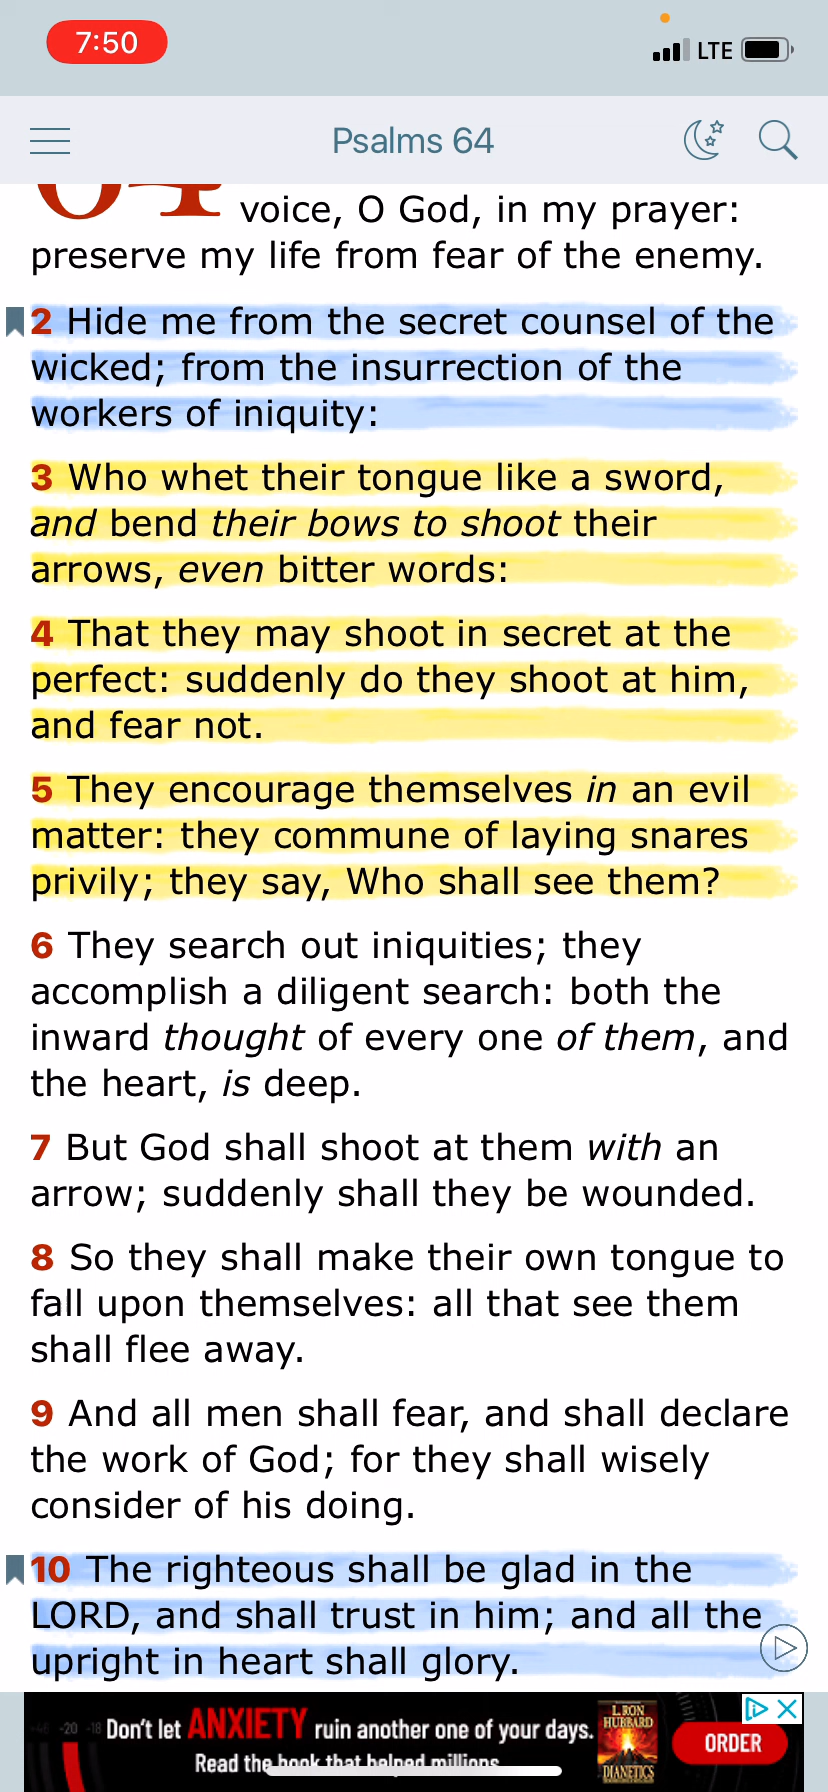 7:50
LTE
Psalms 64
64 voice, O God, in my prayer:
preserve my life from fear of the enemy.
2 Hide me from the secret counsel of the
wicked; from the insurrection of the
workers of iniquity:
3 Who whet their tongue like a sword,
and bend their bows to shoot their
arrows, even bitter words:
4 That they may shoot in secret at the
perfect: suddenly do they shoot at him,
and fear not.
5 They encourage themselves in an evil
matter: they commune of laying snares
privily; they say, Who shall see them?
6 They search out iniquities; they
accomplish a diligent search: both the
inward thought of every one of them, and
the heart, is deep.
7 But God shall shoot at them with an
arrow; suddenly shall they be wounded.
8 So they shall make their own tongue to
fall upon themselves: all that see them
shall flee away.
9 And all men shall fear, and shall declare
the work of God; for they shall wisely
consider of his doing.
10 The righteous shall be glad in the
LORD, and shall trust in him; and all the
upright in heart shall glory.
-20 -18
Don't let ANXIETY ruin another one of your days.
Read the book that helped millions
L. RON
HUBBARD
DIANETICS
ORDER